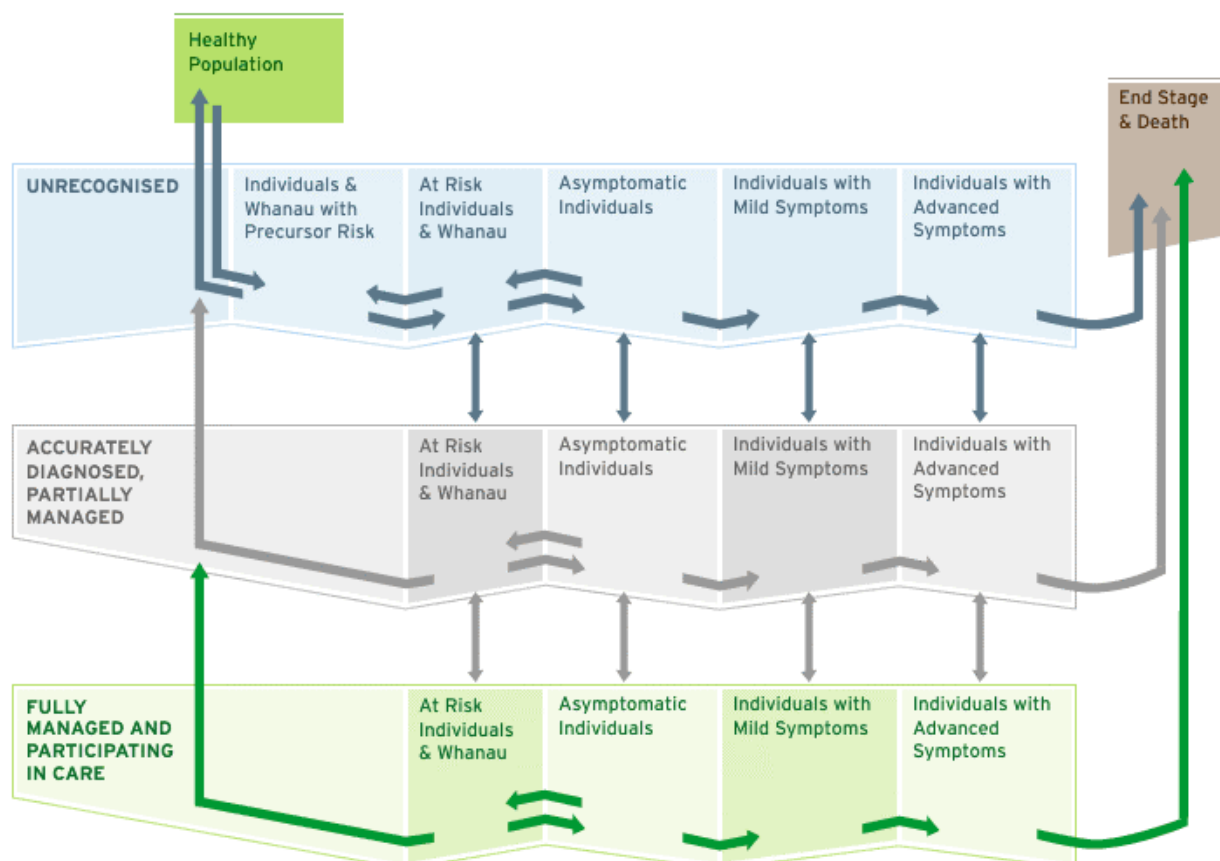 Healthy
Population
End Stage
& Death
UNRECOGNISED
Individuals &
Whanau with
Precursor Risk
At Risk
Individuals
& Whanau
Asymptomatic
Individuals
Individuals with
Mild Symptoms
Individuals with
Advanced
Symptoms
ACCURATELY
DIAGNOSED,
PARTIALLY
MANAGED
At Risk
Individuals
& Whanau
Asymptomatic
Individuals
Individuals with
Mild Symptoms
Individuals with
Advanced
Symptoms
FULLY
MANAGED AND
PARTICIPATING
IN CARE
At Risk
Individuals
& Whanau
Asymptomatic
Individuals
Individuals with
Mild Symptoms
Individuals with
Advanced
Symptoms